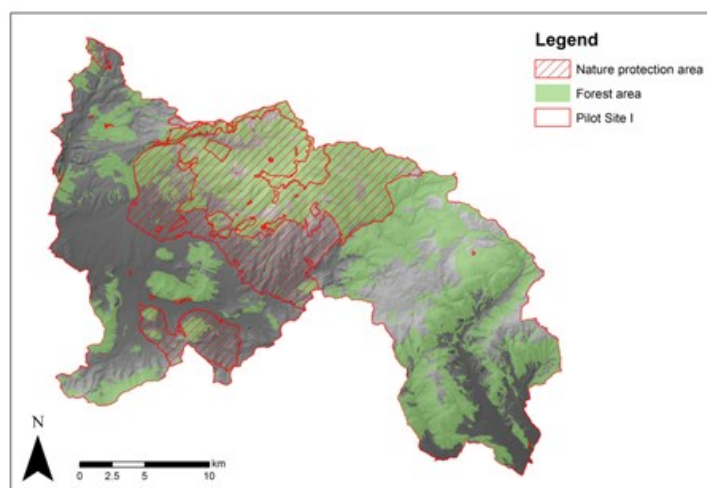 Legend
Nature protection area
Forest area
Pilot Site I
N
km
0 2.5 5 10